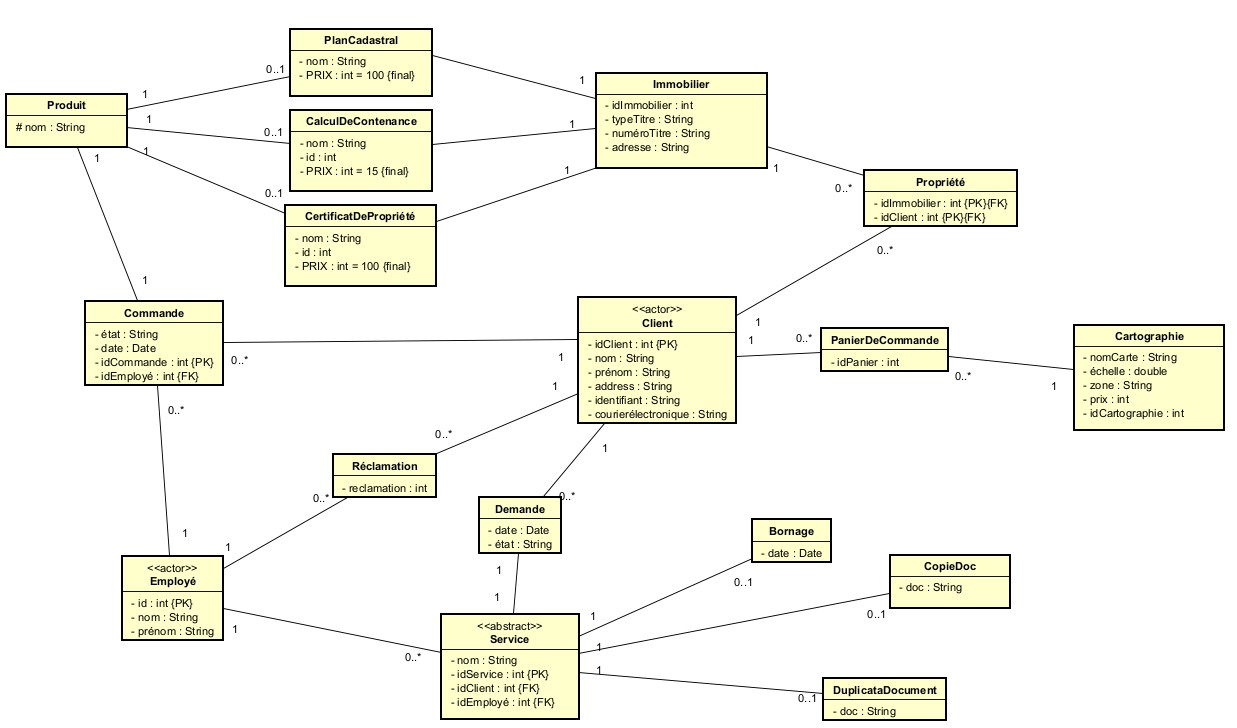 PlanCadastral
- nom : String
- PRIX : int = 100 {final}
0..1
1
1
Immobilier
- idImmobilier : int
- typeTitre : String
- numéroTitre : String
- adresse : String
Produit
# nom : String
1
0..1
CalculDeContenance
- nom : String
- id : int
- PRIX : int = 15 {final}
1
1
0..1
CertificatDePropriété
- nom : String
- id : int
- PRIX : int = 100 {final}
1
1
0..*
Propriété
- idImmobilier : int {PK}{FK}
- idClient : int {PK}{FK}
0..*
1
1
Commande
- état : String
- date : Date
- idCommande : int {PK}
- idEmployé : int {FK}
0..*
1
<<actor>>
Client
- idClient : int {PK}
- nom : String
- prénom : String
- address : String
- identifiant : String
- courierélectronique : String
1
1
0..*
PanierDeCommande
- idPanier : int
0..*
1
Cartographie
- nomCarte : String
- échelle : double
- zone : String
- prix : int
- idCartographie : int
1
0..*
0..*
Réclamation
- reclamation : int
0..*
1
1
0..*
Demande
- date : Date
- état : String
1
1
1
<<actor>>
Employé
- id : int {PK}
- nom : String
- prénom : String
1
0..*
<<abstract>>
Service
- nom : String
- idService : int {PK}
- idClient : int {FK}
- idEmployé : int {FK}
1
0..1
Bornage
- date : Date
1
0..1
CopieDoc
- doc : String
1
0..1
DuplicataDocument
- doc : String